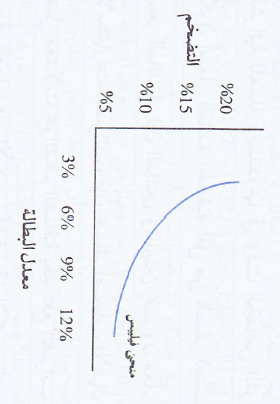 التضخم
%20
%15
%10
%5
3% 6% 9% 12%
معدل البطالة
منحنى فيليبس